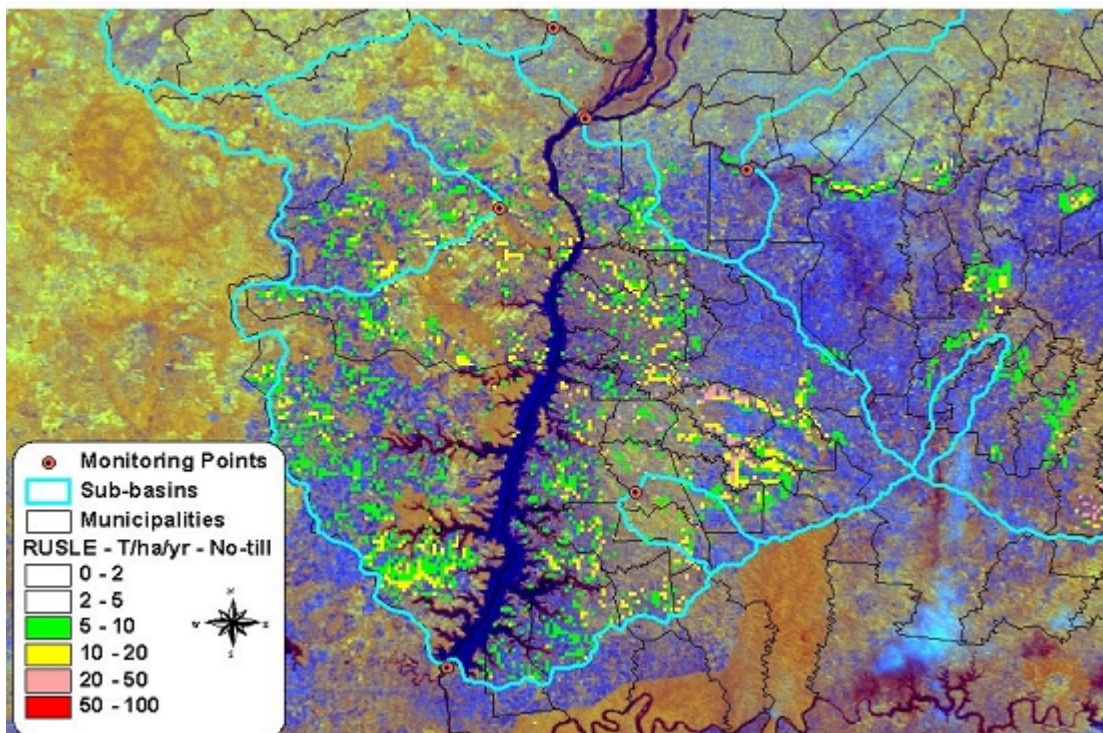 Monitoring Points
Sub-basins
Municipalities
RUSLE - T/ha/yr - No-till
0 - 2
2 - 5
5 - 10
10 - 20
20 - 50
50 - 100